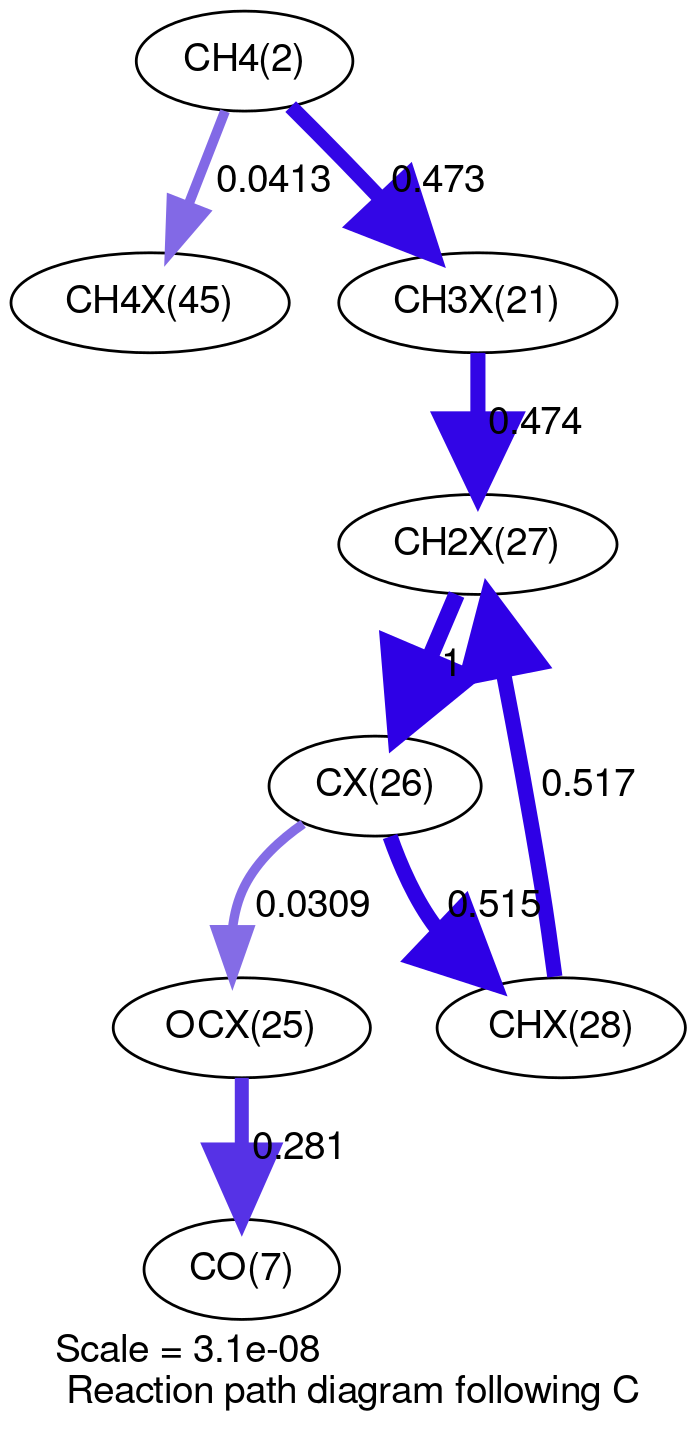 CH4(2)
0.0413
0.473
CH4X(45)
CH3X(21)
0.474
CH2X(27)
1
CX(26)
0.517
0.0309
0.515
OCX(25)
CHX(28)
0.281
CO(7)
Scale = 3.1e-08
Reaction path diagram following C